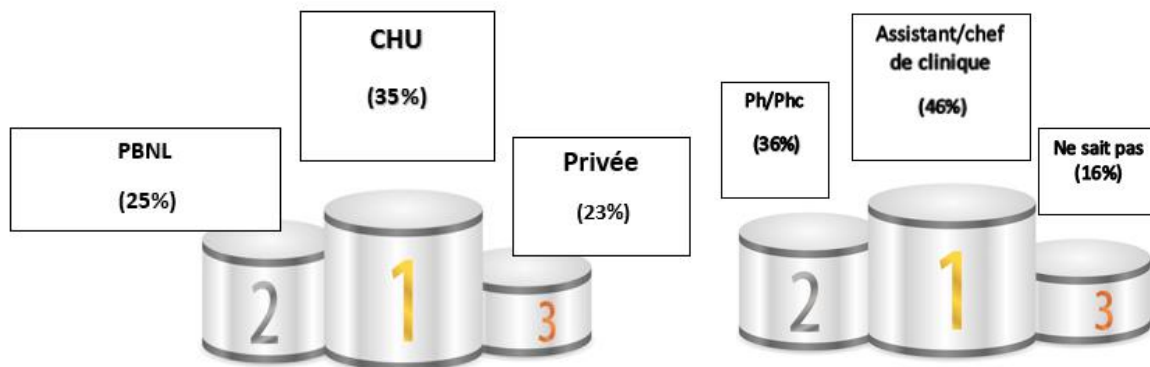 CHU
(35%)
PBNL
(25%)
Privée
(23%)
2
1
3
Assistant/chef
de clinique
(46%)
Ph/Phc
(36%)
Ne sait pas
(16%)
2
1
3